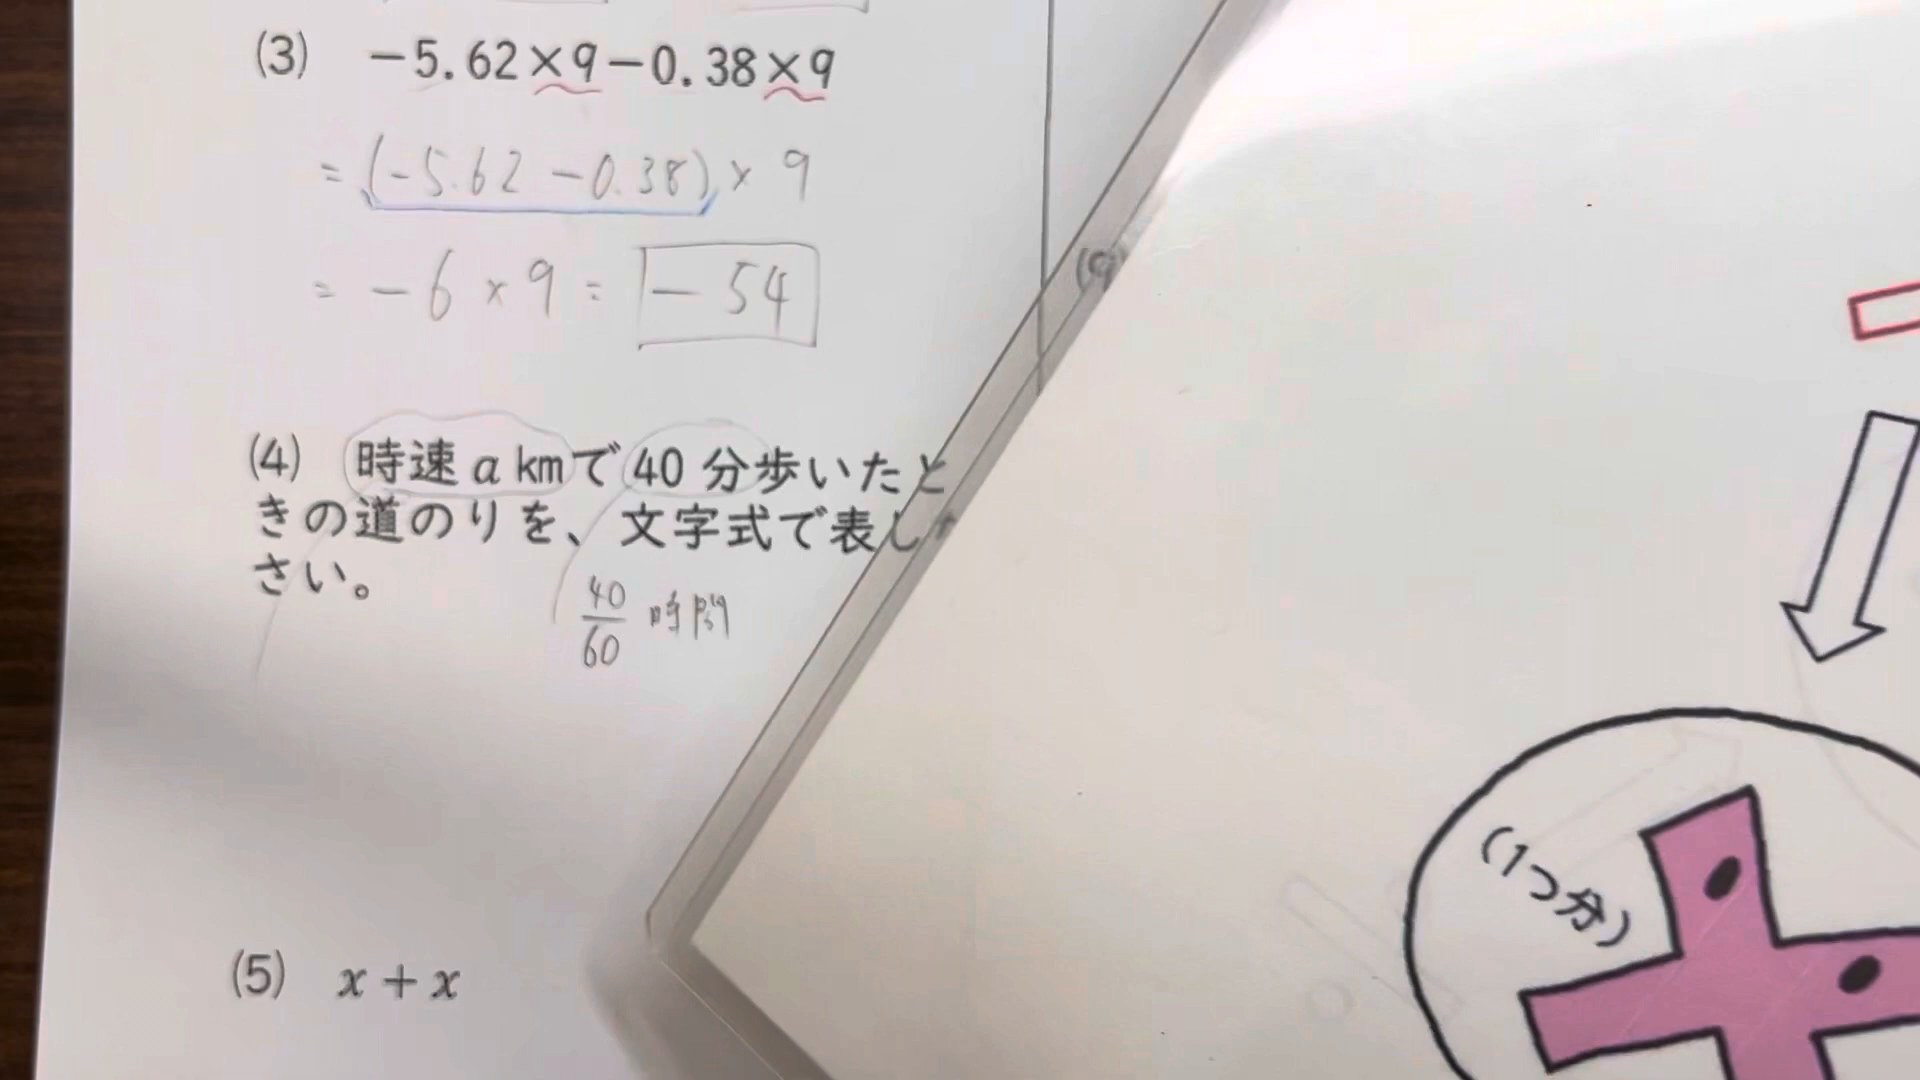 (3) −5.62×9−0.38×9
= (−5.62 −0.38) × 9
= −6 × 9 = −54
(4) 時速 a kmで 40 分歩いたと
きの道のりを、文字式で表し
さい。
40/60 時間
(5) x + x
(9)
(1つ分)